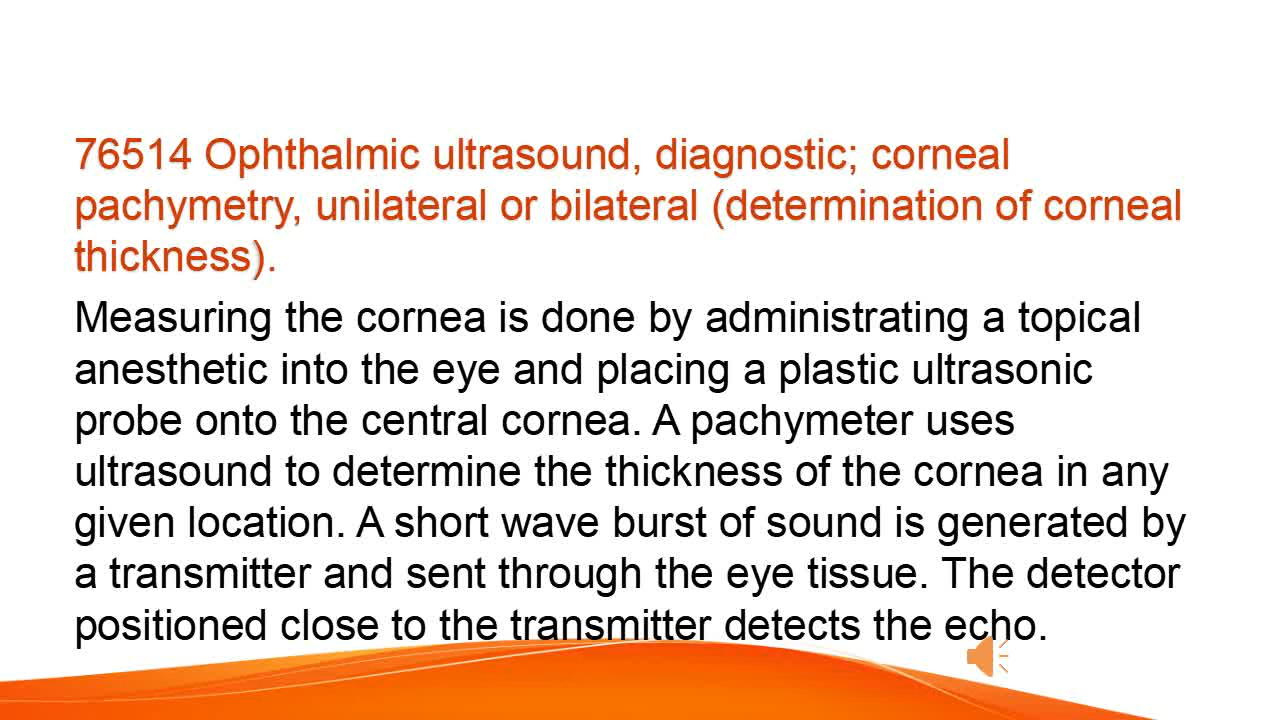 76514 Ophthalmic ultrasound, diagnostic; corneal
pachymetry, unilateral or bilateral (determination of corneal
thickness).
Measuring the cornea is done by administrating a topical
anesthetic into the eye and placing a plastic ultrasonic
probe onto the central cornea. A pachymeter uses
ultrasound to determine the thickness of the cornea in any
given location. A short wave burst of sound is generated by
a transmitter and sent through the eye tissue. The detector
positioned close to the transmitter detects the echo.